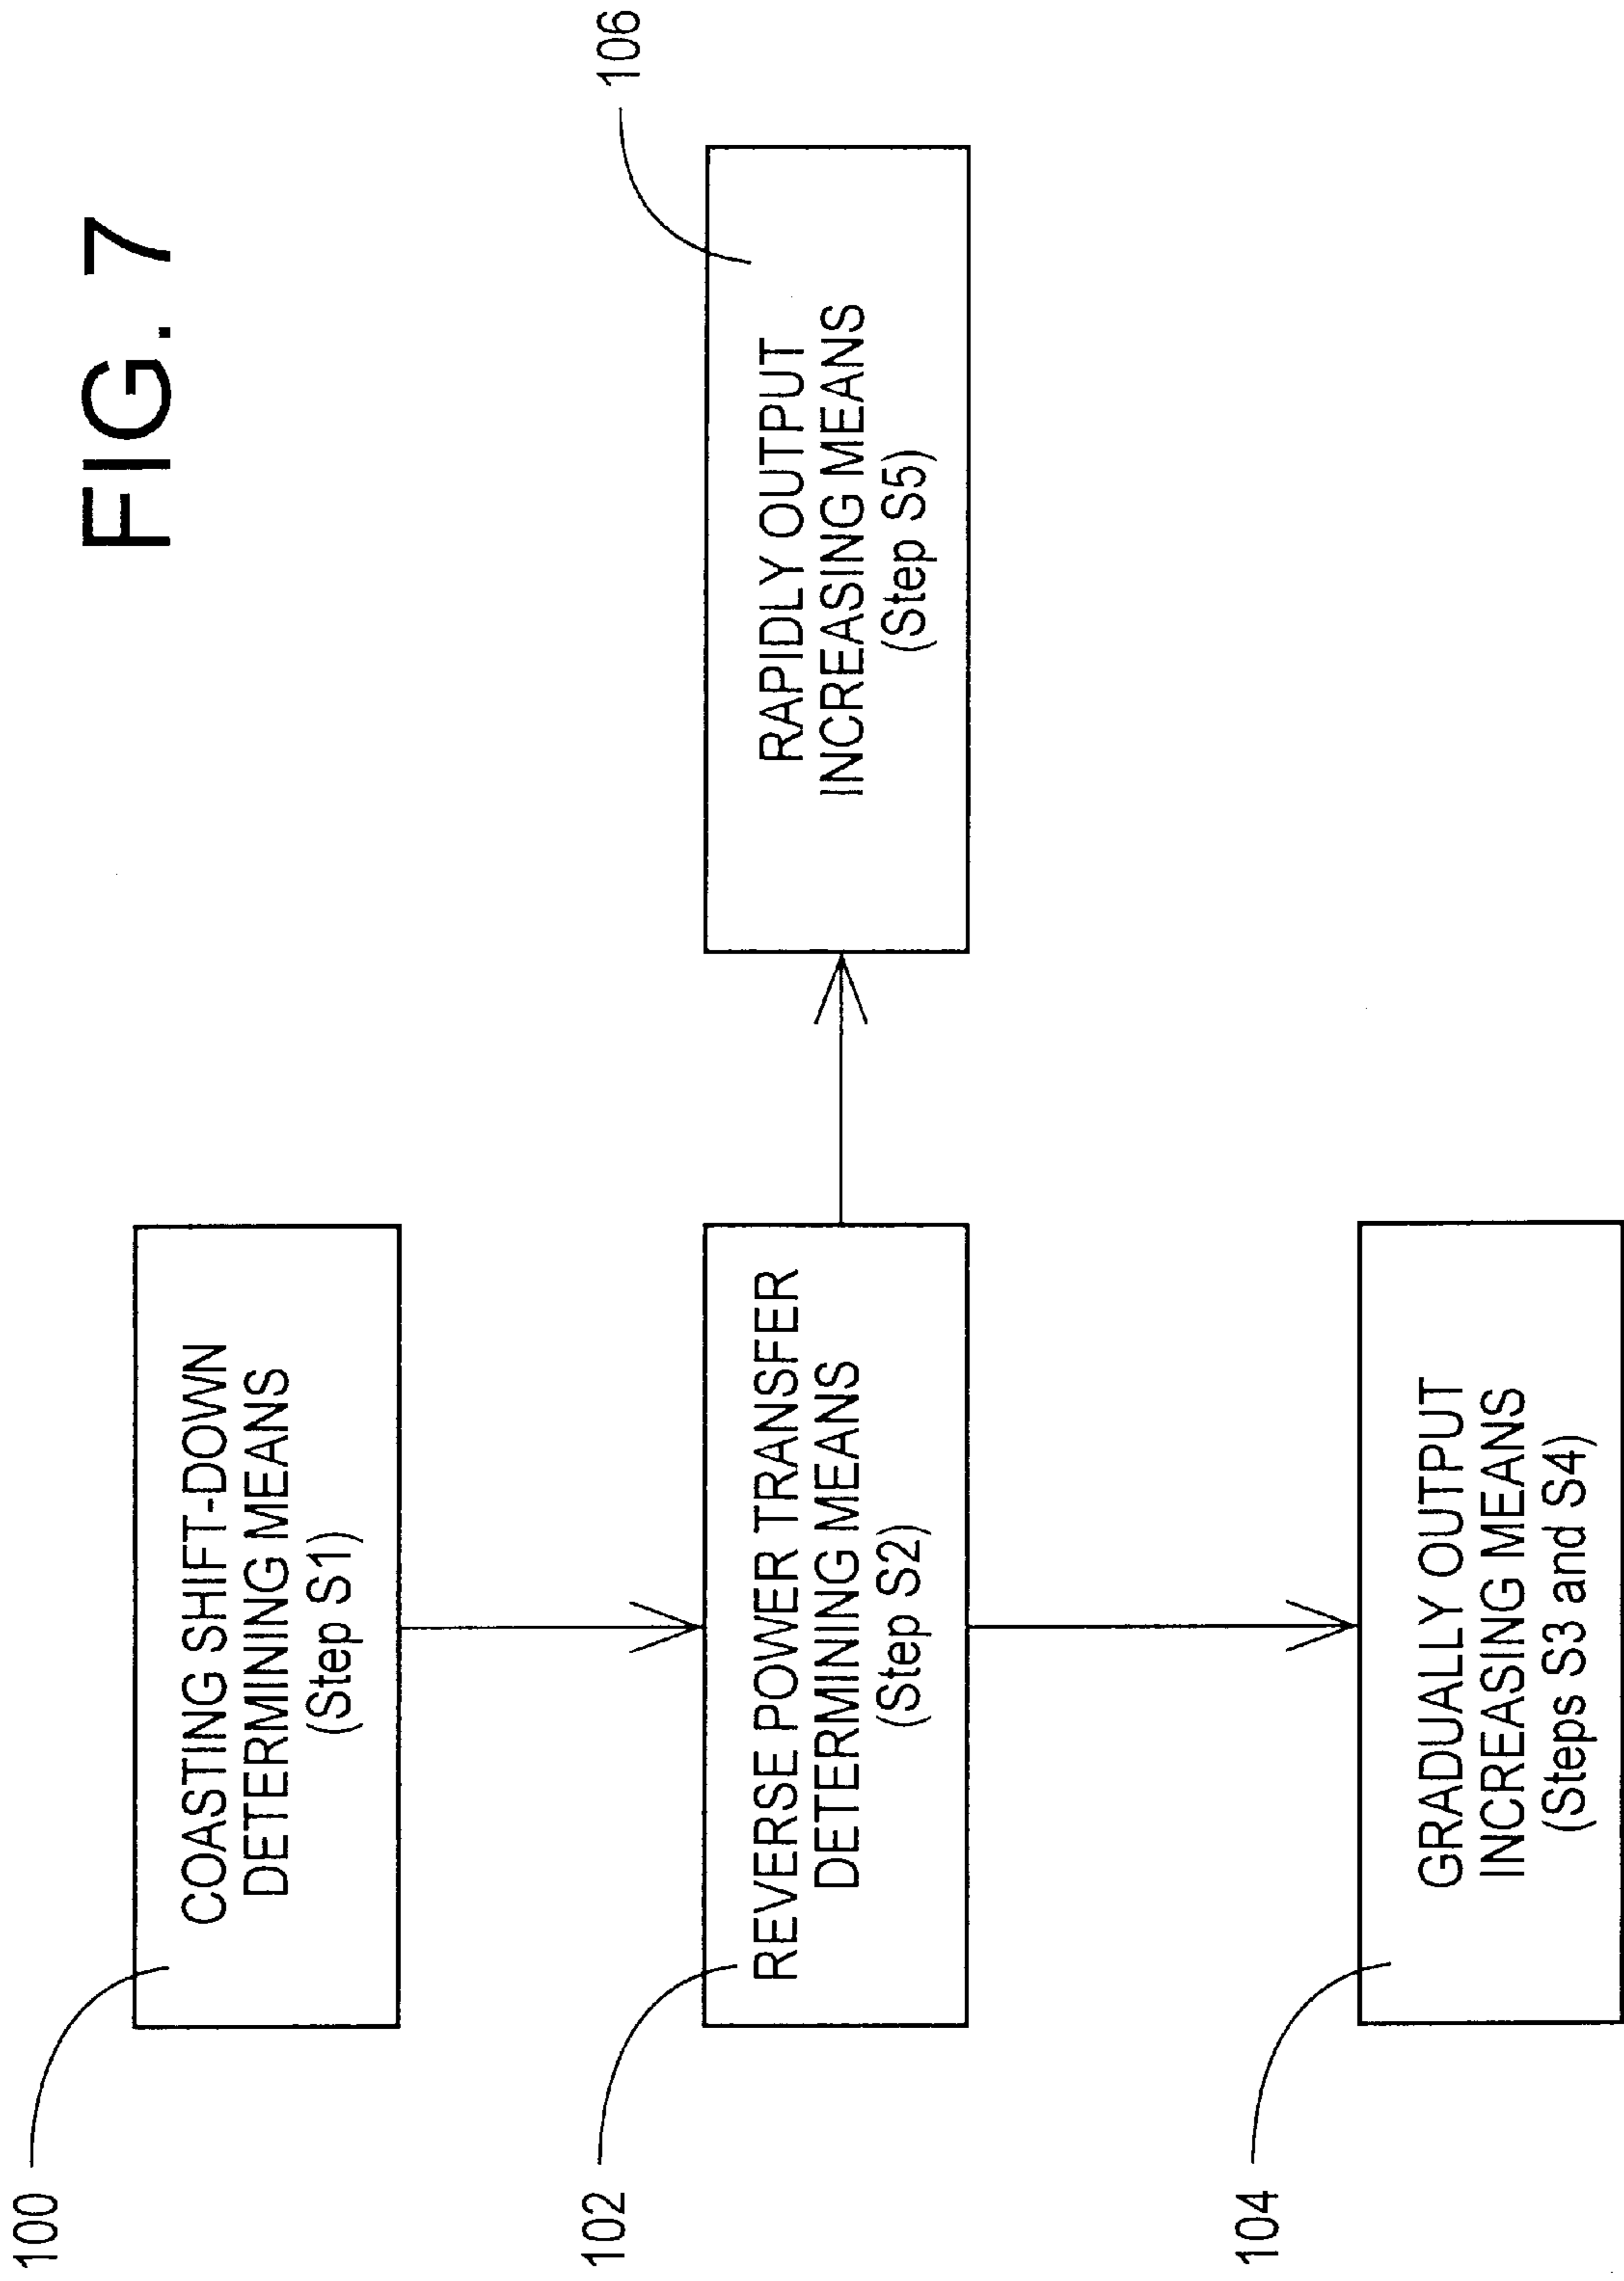 FIG. 7
100
COASTING SHIFT-DOWN
DETERMINING MEANS
(Step S1)
102
REVERSE POWER TRANSFER
DETERMINING MEANS
(Step S2)
106
RAPIDLY OUTPUT
INCREASING MEANS
(Step S5)
104
GRADUALLY OUTPUT
INCREASING MEANS
(Steps S3 and S4)